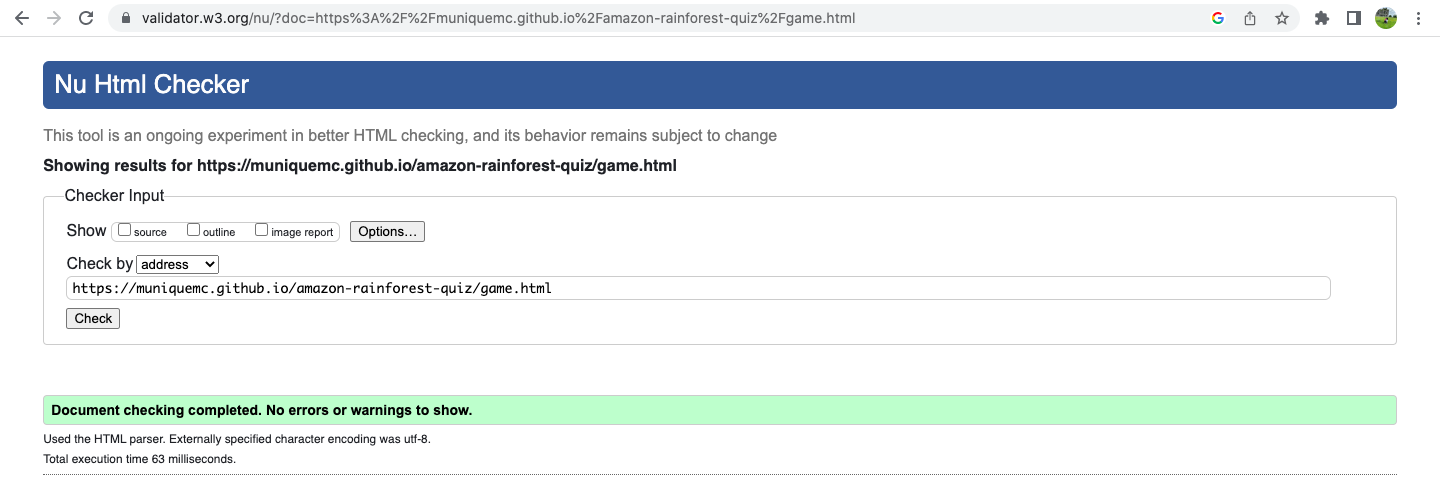 validator.w3.org/nu/?doc=https%3A%2F%2Fmuniquemc.github.io%2Famazon-rainforest-quiz%2Fgame.html
Nu Html Checker
This tool is an ongoing experiment in better HTML checking, and its behavior remains subject to change
Showing results for https://muniquemc.github.io/amazon-rainforest-quiz/game.html
Checker Input
Show source outline image report Options...
Check by address
https://muniquemc.github.io/amazon-rainforest-quiz/game.html
Check
Document checking completed. No errors or warnings to show.
Used the HTML parser. Externally specified character encoding was utf-8.
Total execution time 63 milliseconds.